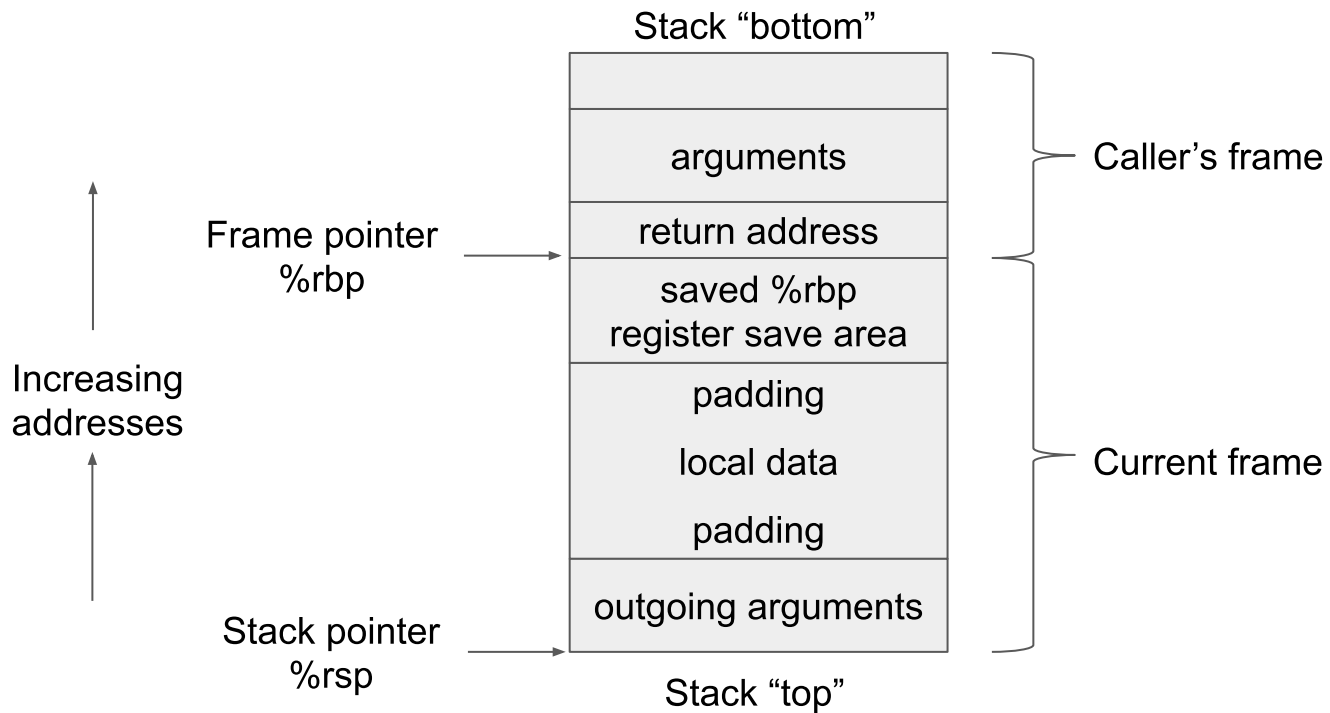 Stack “bottom”
arguments
Caller’s frame
return address
Frame pointer
%rbp
saved %rbp
register save area
Increasing
addresses
padding
local data
padding
Current frame
outgoing arguments
Stack pointer
%rsp
Stack “top”